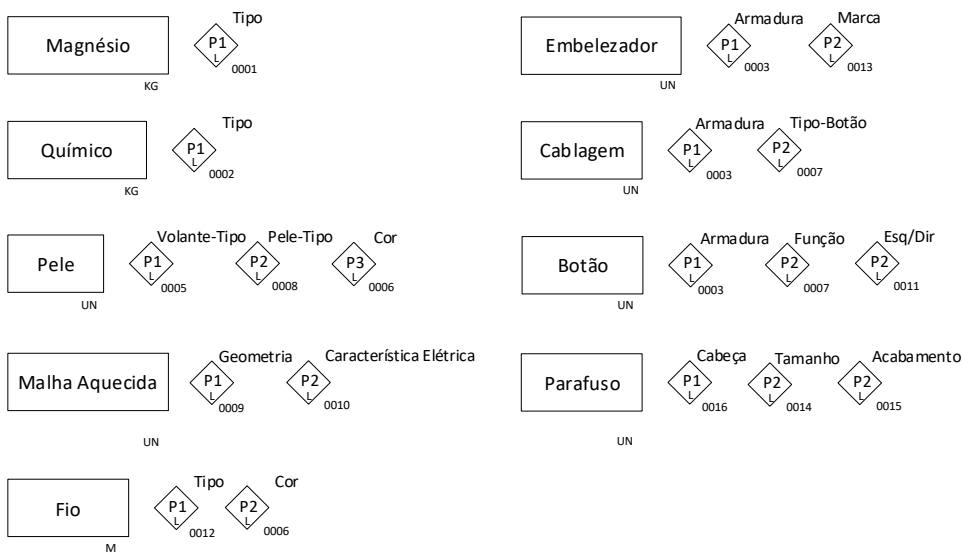 Tipo
Magnésio
P1
L
0001
KG
Tipo
Químico
P1
L
0002
KG
Volante-Tipo
Pele-Tipo
Cor
Pele
P1
L
0005
P2
L
0008
P3
L
0006
UN
Geometria
Característica Elétrica
Malha Aquecida
P1
L
0009
P2
L
0010
UN
Tipo
Cor
Fio
P1
L
0012
P2
L
0006
M
Armadura
Marca
Embelezador
P1
L
0003
P2
L
0013
UN
Armadura
Tipo-Botão
Cablagem
P1
L
0003
P2
L
0007
UN
Armadura
Função
Esq/Dir
Botão
P1
L
0003
P2
L
0007
P2
L
0011
UN
Cabeça
Tamanho
Acabamento
Parafuso
P1
L
0016
P2
L
0014
P2
L
0015
UN